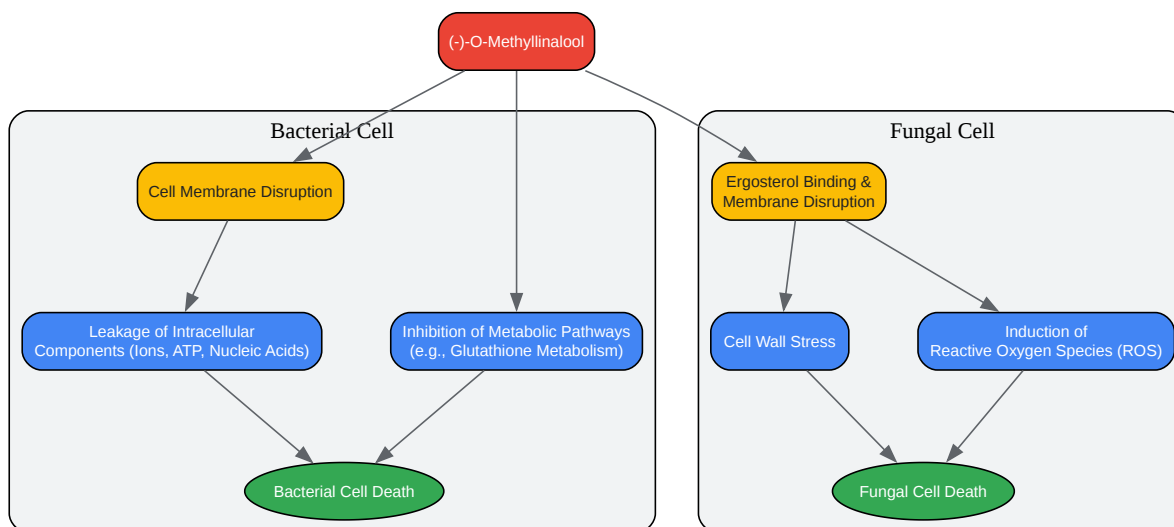 (-)-O-Methyllinalool
Bacterial Cell
Fungal Cell
Cell Membrane Disruption
Ergosterol Binding &
Membrane Disruption
Leakage of Intracellular
Components (Ions, ATP, Nucleic Acids)
Inhibition of Metabolic Pathways
(e.g., Glutathione Metabolism)
Cell Wall Stress
Induction of
Reactive Oxygen Species (ROS)
Bacterial Cell Death
Fungal Cell Death